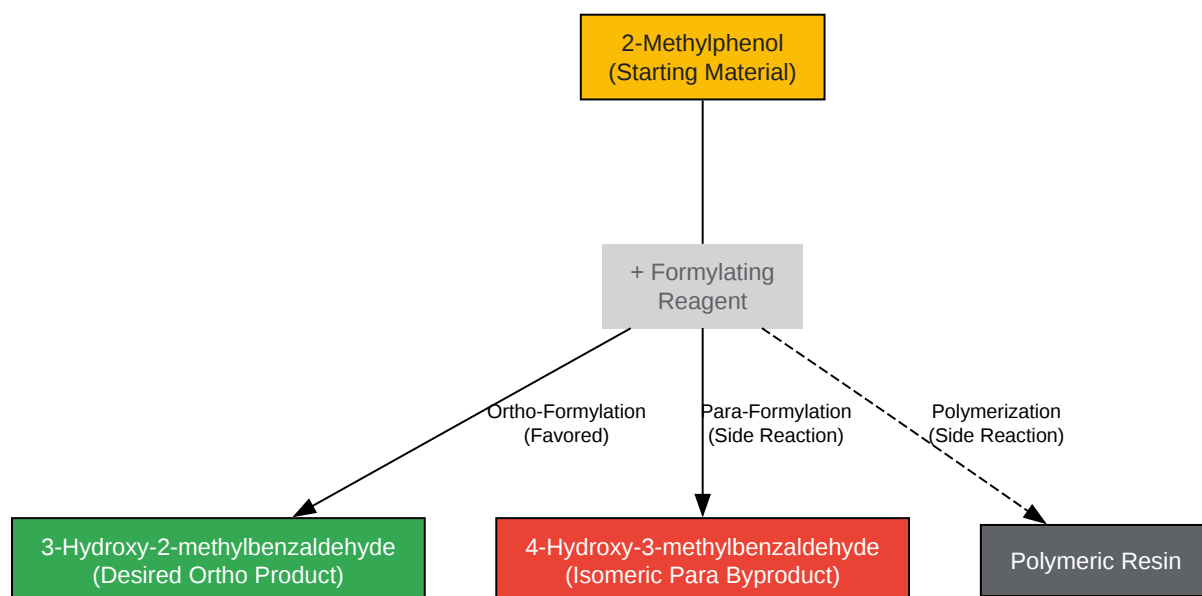 2-Methylphenol
(Starting Material)
+ Formylating
Reagent
Ortho-Formylation
(Favored)
Para-Formylation
(Side Reaction)
Polymerization
(Side Reaction)
3-Hydroxy-2-methylbenzaldehyde
(Desired Ortho Product)
4-Hydroxy-3-methylbenzaldehyde
(Isomeric Para Byproduct)
Polymeric Resin